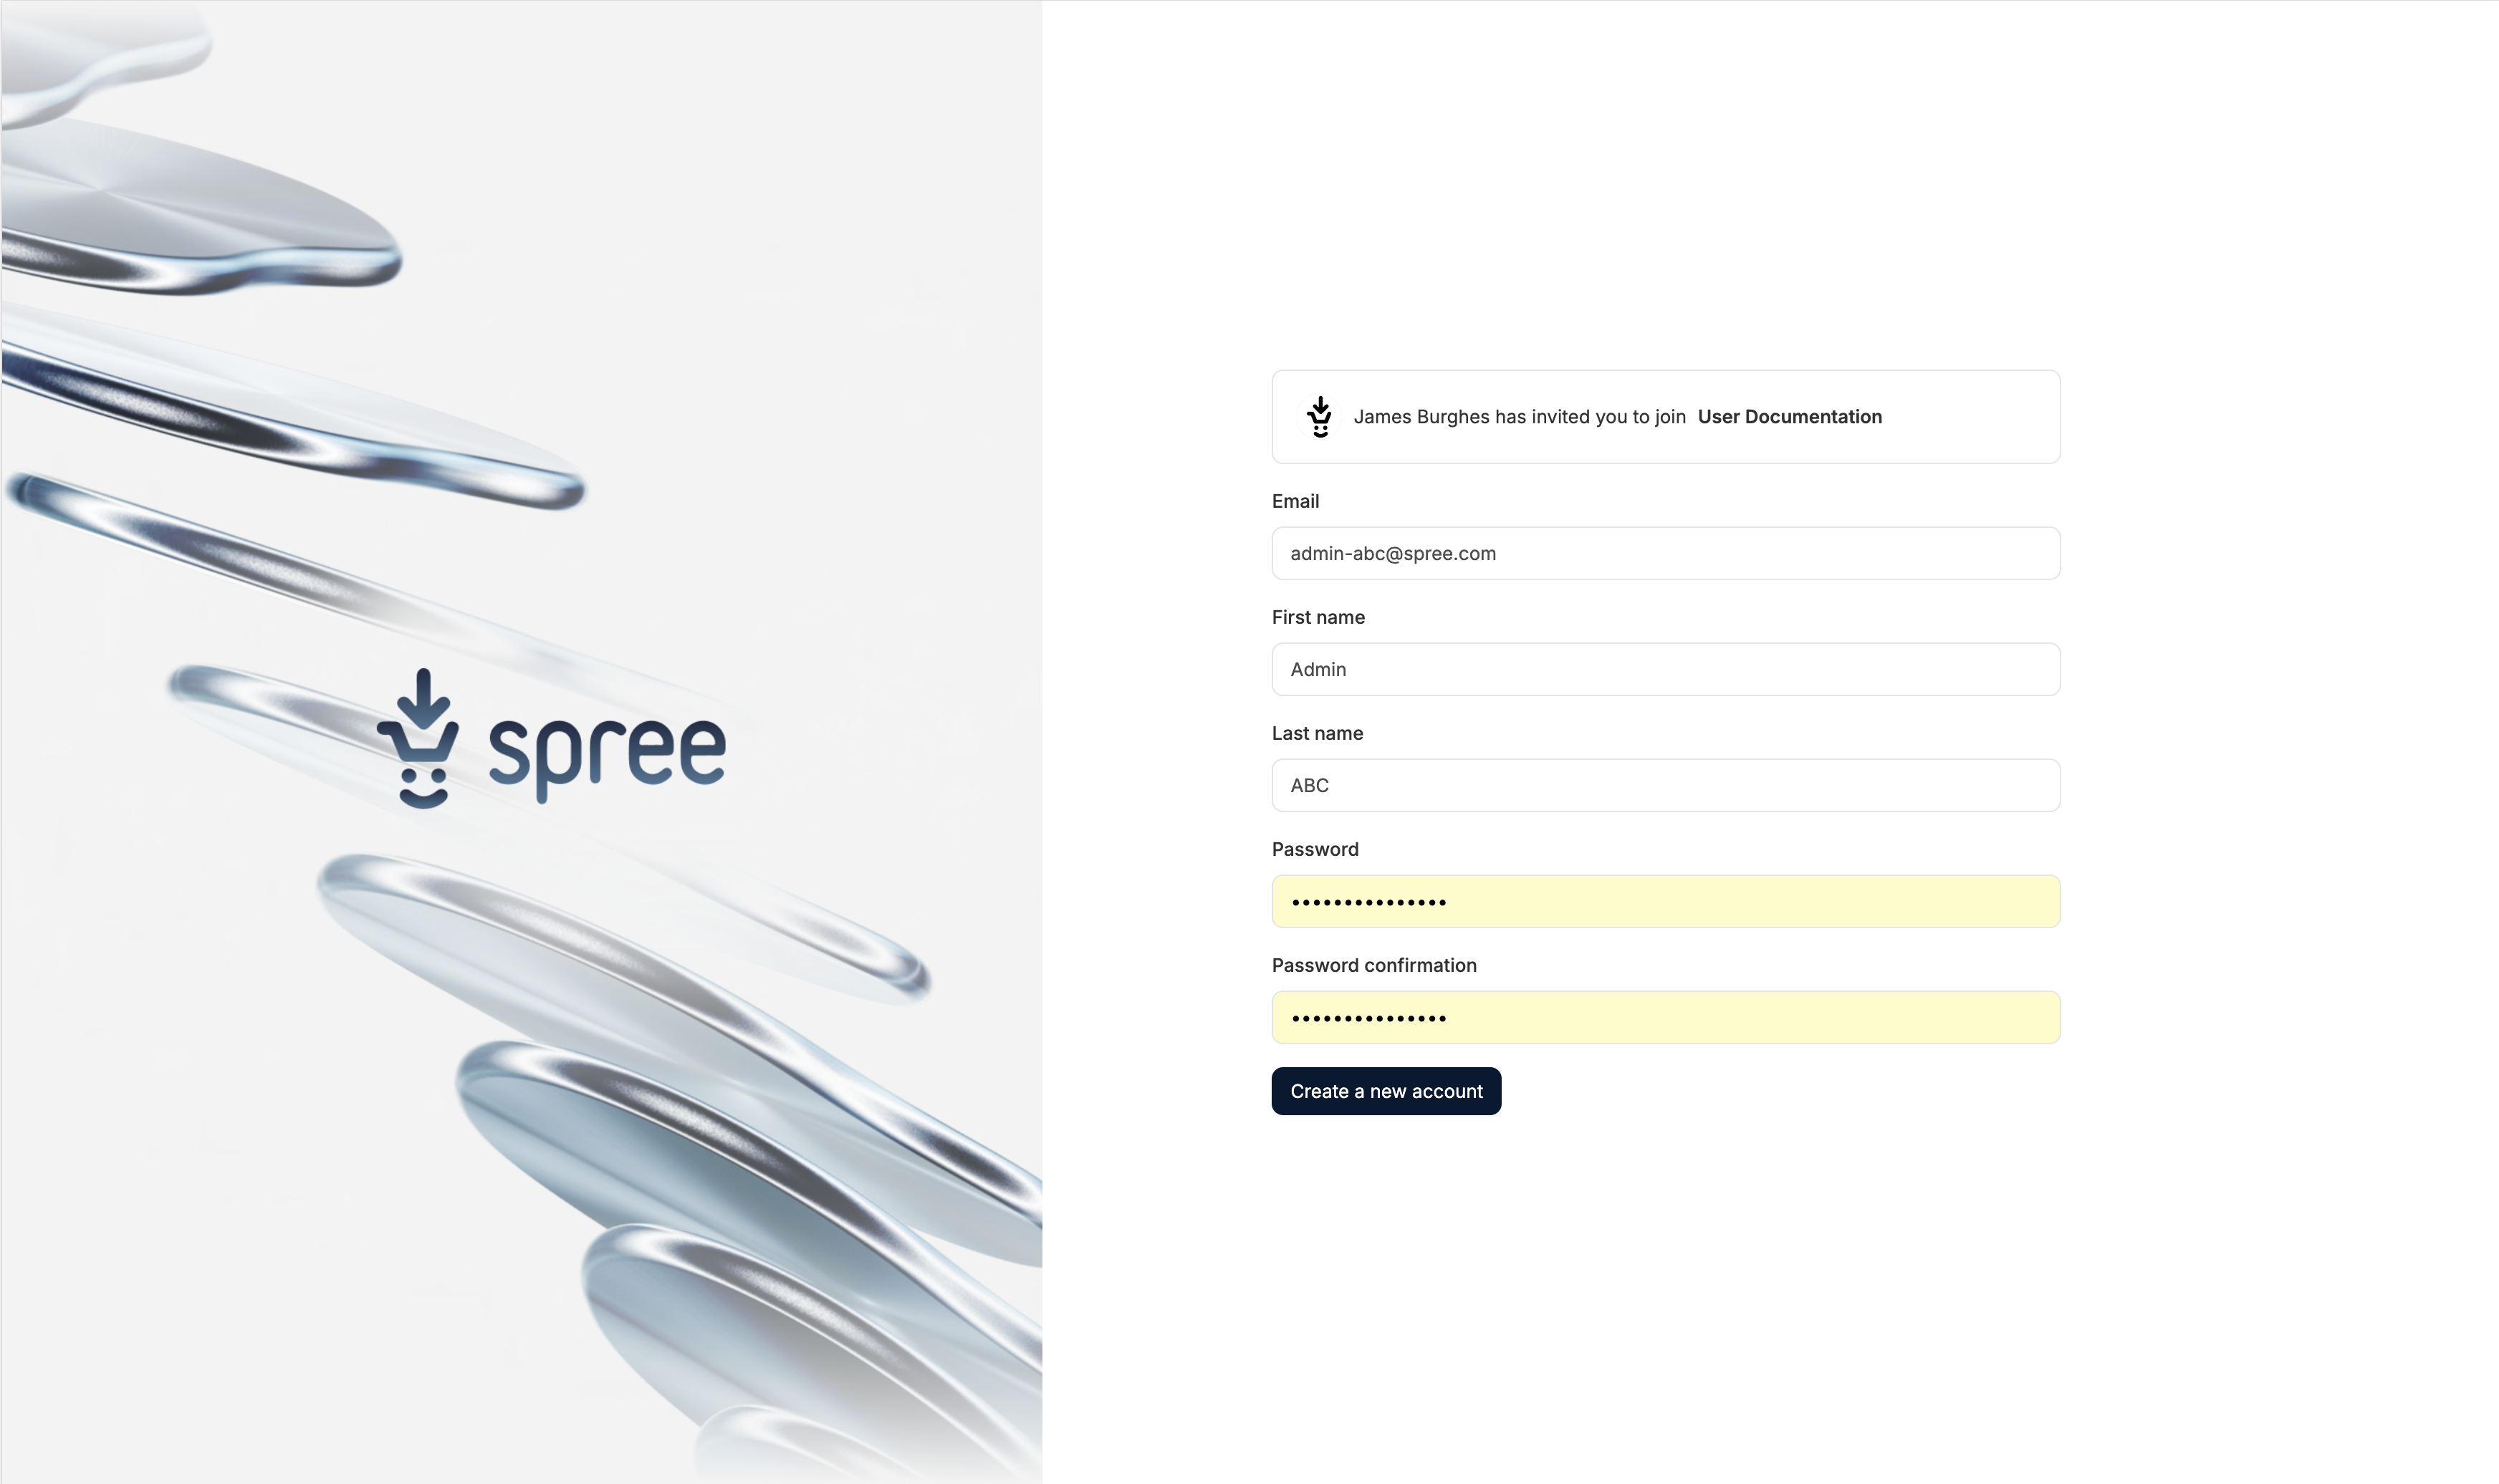 spree
James Burghes has invited you to join User Documentation
Email
admin-abc@spree.com
First name
Admin
Last name
ABC
Password
•••••••••••••••
Password confirmation
•••••••••••••••
Create a new account